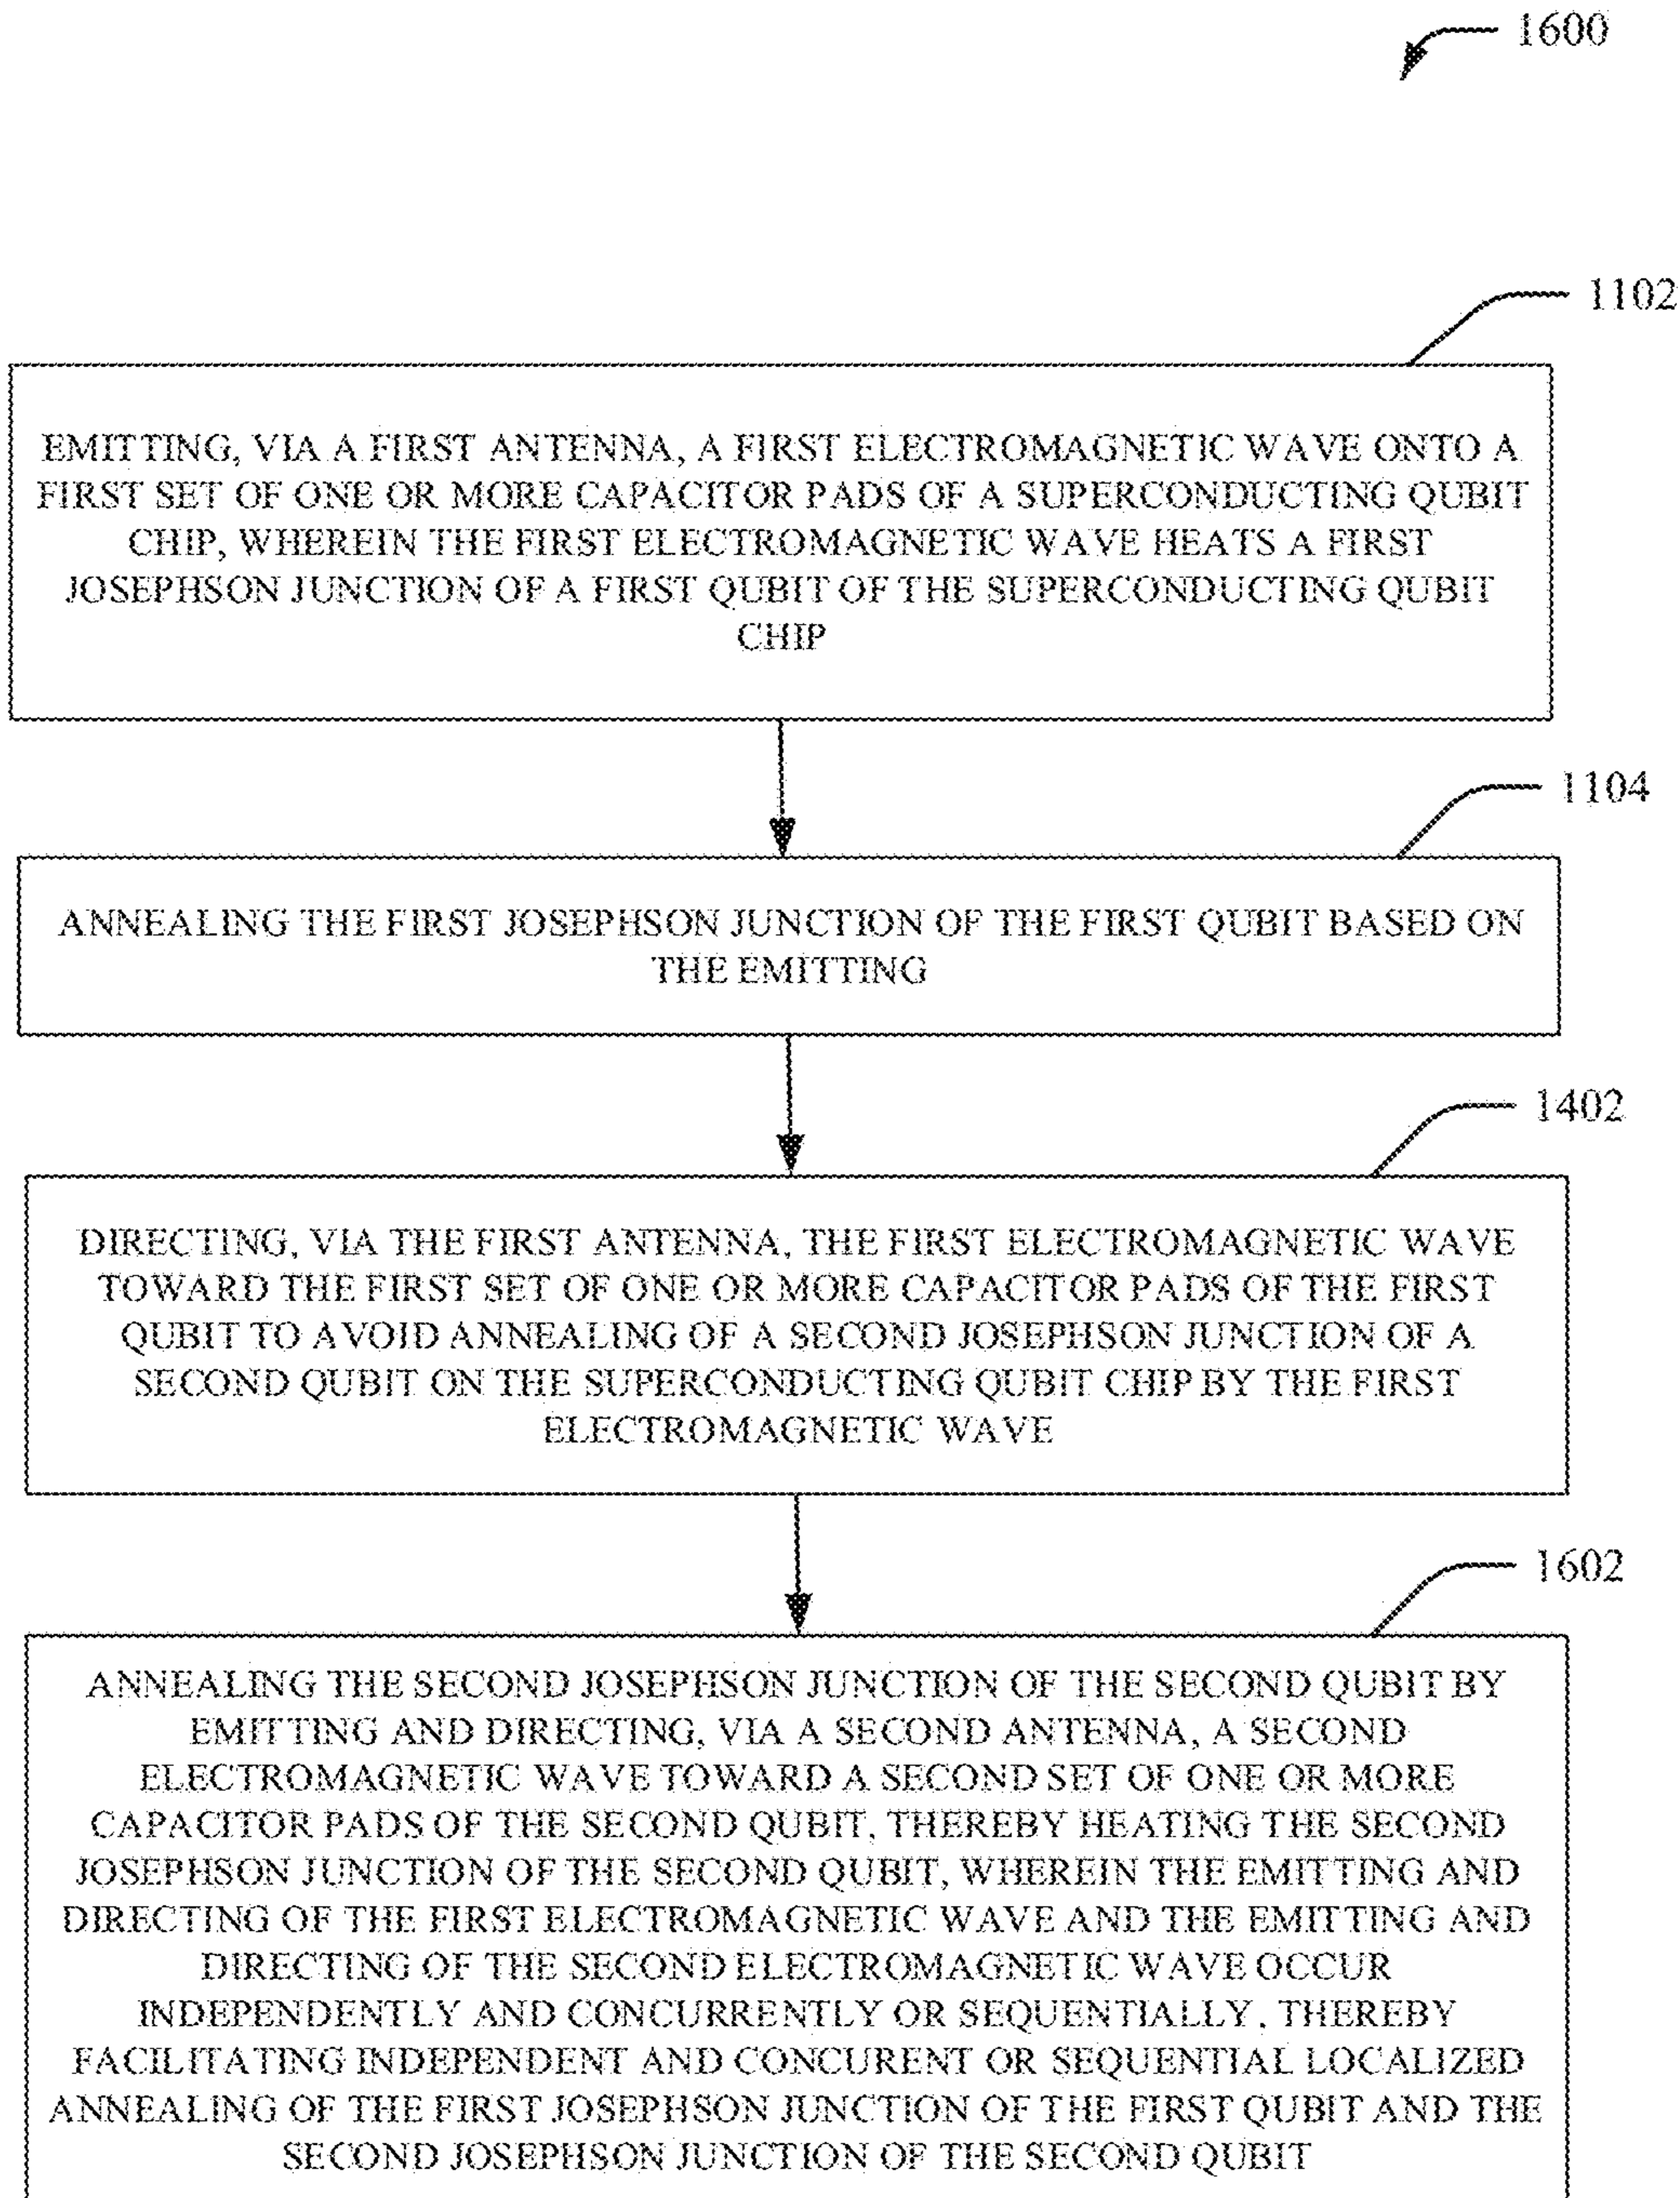 1600
1102
EMITTING, VIA A FIRST ANTENNA, A FIRST ELECTROMAGNETIC WAVE ONTO A
FIRST SET OF ONE OR MORE CAPACITOR PADS OF A SUPERCONDUCTING QUBIT
CHIP, WHEREIN THE FIRST ELECTROMAGNETIC WAVE HEATS A FIRST
JOSEPHSON JUNCTION OF A FIRST QUBIT OF THE SUPERCONDUCTING QUBIT
CHIP
1104
ANNEALING THE FIRST JOSEPHSON JUNCTION OF THE FIRST QUBIT BASED ON
THE EMITTING
1402
DIRECTING, VIA THE FIRST ANTENNA, THE FIRST ELECTROMAGNETIC WAVE
TOWARD THE FIRST SET OF ONE OR MORE CAPACITOR PADS OF THE FIRST
QUBIT TO AVOID ANNEALING OF A SECOND JOSEPHSON JUNCTION OF A
SECOND QUBIT ON THE SUPERCONDUCTING QUBIT CHIP BY THE FIRST
ELECTROMAGNETIC WAVE
1602
ANNEALING THE SECOND JOSEPHSON JUNCTION OF THE SECOND QUBIT BY
EMITTING AND DIRECTING, VIA A SECOND ANTENNA, A SECOND
ELECTROMAGNETIC WAVE TOWARD A SECOND SET OF ONE OR MORE
CAPACITOR PADS OF THE SECOND QUBIT, THEREBY HEATING THE SECOND
JOSEPHSON JUNCTION OF THE SECOND QUBIT, WHEREIN THE EMITTING AND
DIRECTING OF THE FIRST ELECTROMAGNETIC WAVE AND THE EMITTING AND
DIRECTING OF THE SECOND ELECTROMAGNETIC WAVE OCCUR
INDEPENDENTLY AND CONCURRENTLY OR SEQUENTIALLY, THEREBY
FACILITATING INDEPENDENT AND CONCURENT OR SEQUENTIAL LOCALIZED
ANNEALING OF THE FIRST JOSEPHSON JUNCTION OF THE FIRST QUBIT AND THE
SECOND JOSEPHSON JUNCTION OF THE SECOND QUBIT